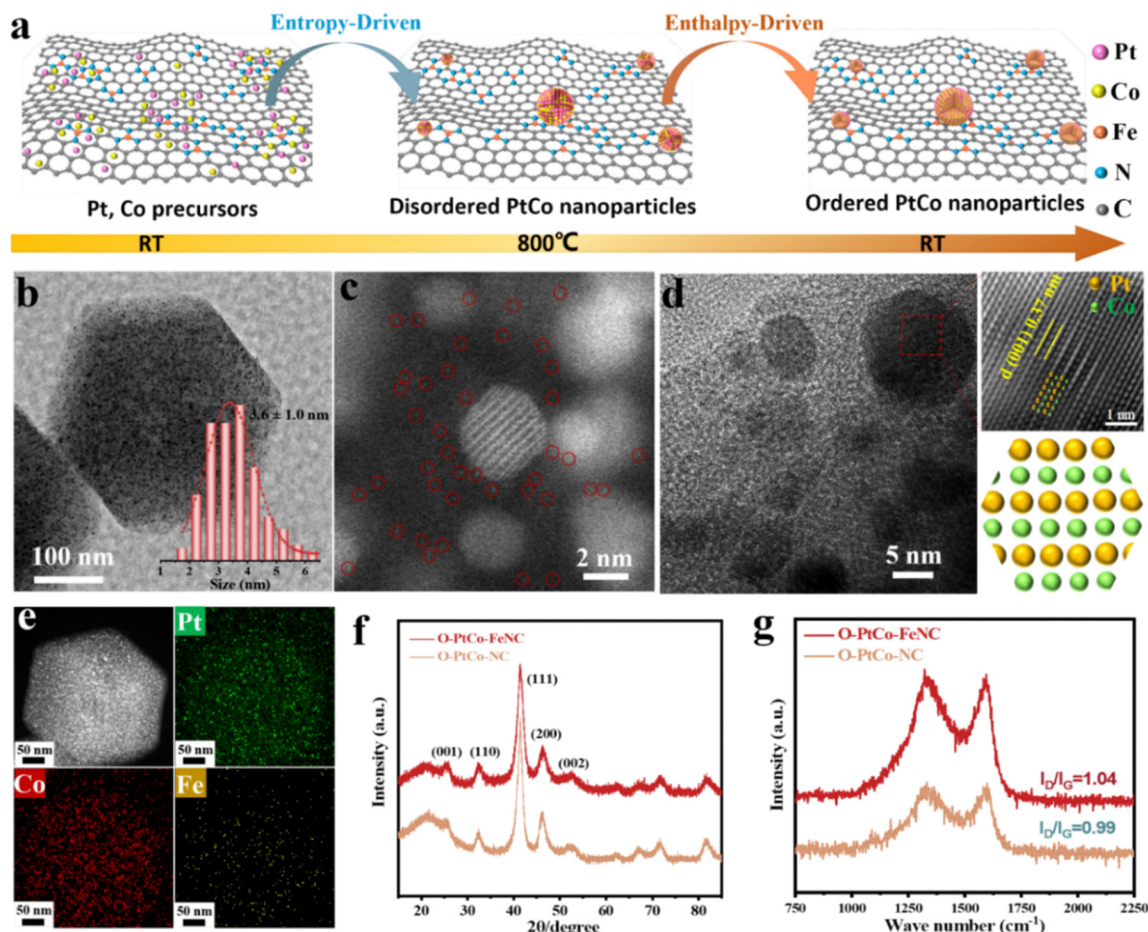 a
Entropy-Driven
Enthalpy-Driven
Pt
Co
Fe
N
C
Pt, Co precursors
Disordered PtCo nanoparticles
Ordered PtCo nanoparticles
RT
800℃
RT
b
3.6 ± 1.0 nm
100 nm
1 2 3 4 5 6
Size (nm)
c
2 nm
d
5 nm
Pt
Co
d (001) 0.37 nm
1 nm
e
50 nm
Pt
50 nm
Co
50 nm
Fe
50 nm
f
O-PtCo-FeNC
O-PtCo-NC
(001)
(110)
(111)
(200)
(002)
Intensity (a.u.)
20 30 40 50 60 70 80
2θ/degree
g
O-PtCo-FeNC
O-PtCo-NC
I_D/I_G=1.04
I_D/I_G=0.99
Intensity (a.u.)
750 1000 1250 1500 1750 2000 2250
Wave number (cm⁻¹)